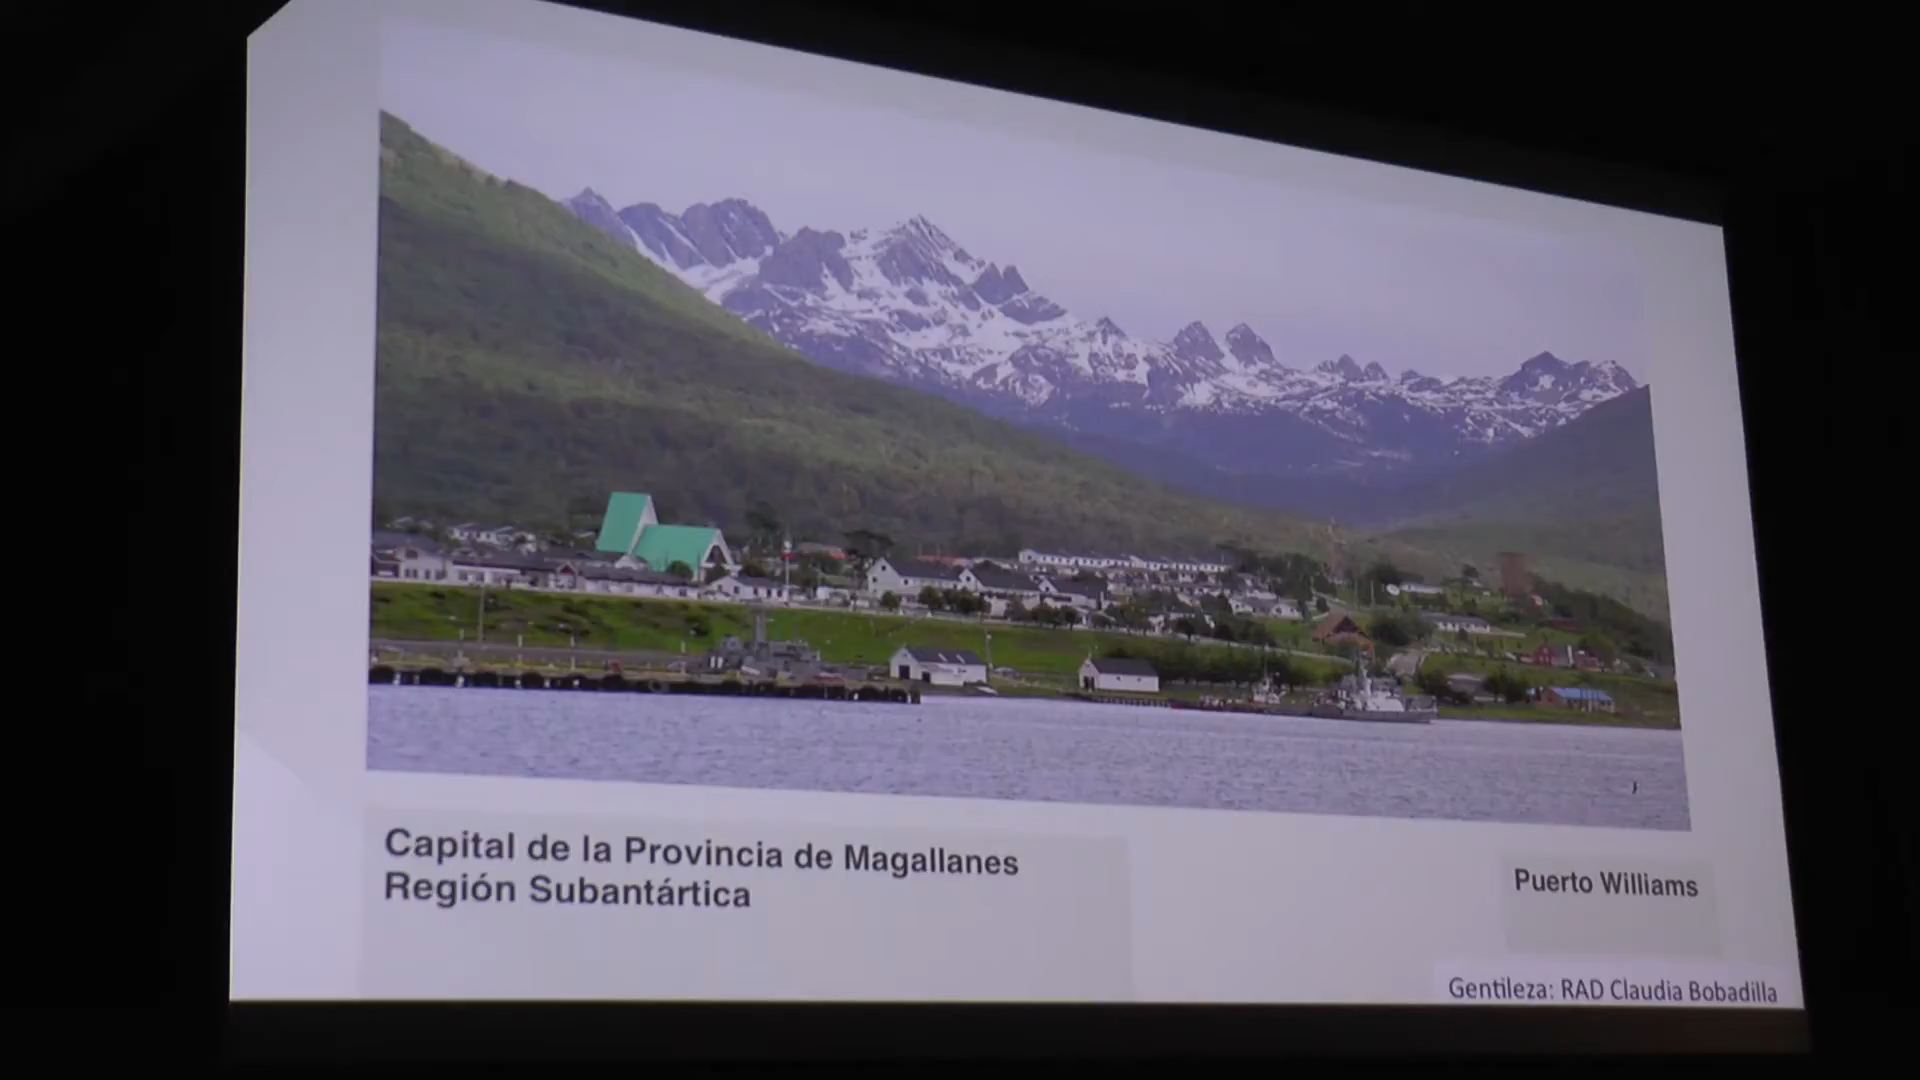 Capital de la Provincia de Magallanes
Región Subantártica
Puerto Williams
Gentileza: RAD Claudia Bobadilla